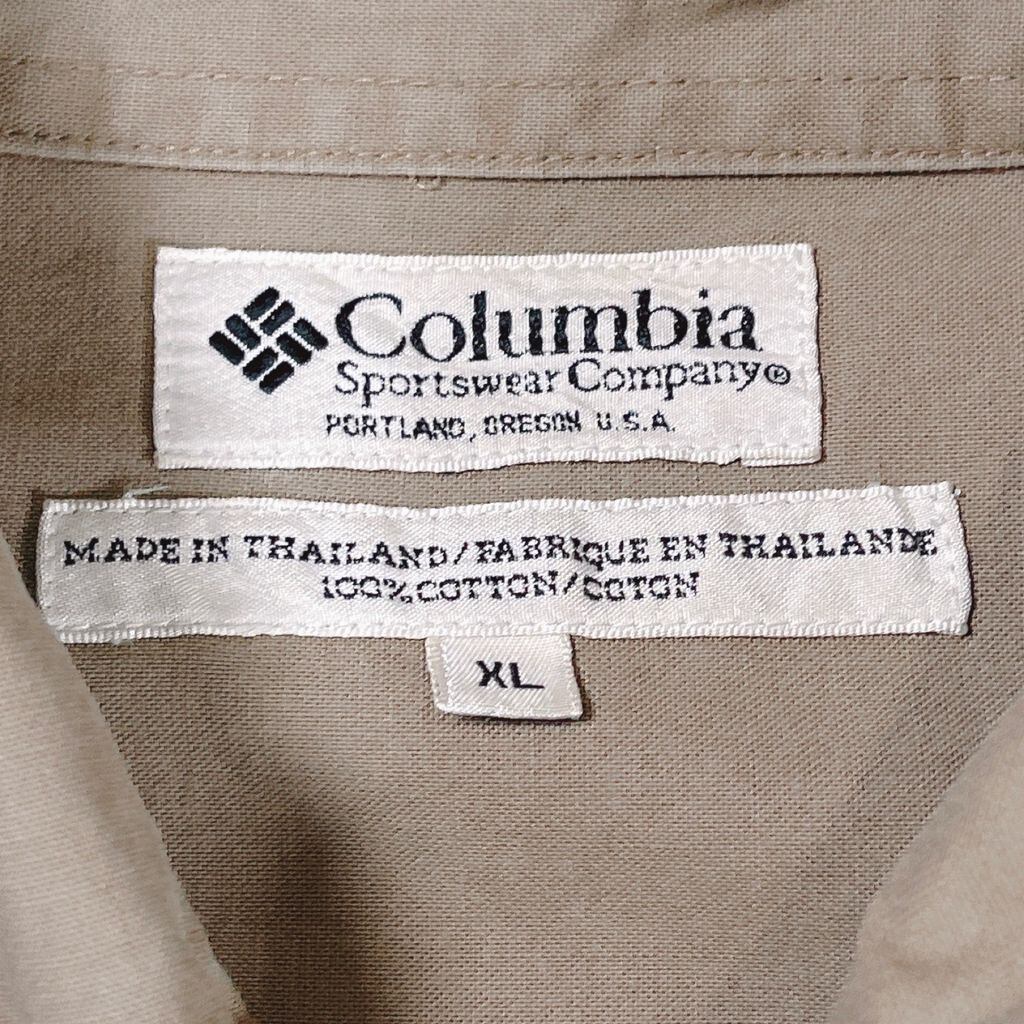 Columbia
Sportswear Company®
PORTLAND, OREGON U.S.A.
MADE IN THAILAND/FABRIQUE EN THAILANDE
100% COTTON/COTON
XL